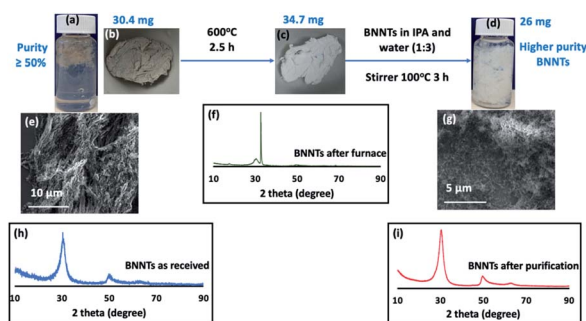 (a)
30.4 mg
(b)
600°C
2.5 h
34.7 mg
(c)
BNNTs in IPA and
water (1:3)
Stirrer 100°C 3 h
(d)
26 mg
Purity
≥ 50%
Higher purity
BNNTs
(e)
10 μm
(f)
BNNTs after furnace
10 30 50 70 90
2 theta (degree)
(g)
5 μm
(h)
BNNTs as received
10 30 50 70 90
2 theta (degree)
(i)
BNNTs after purification
10 30 50 70 90
2 theta (degree)